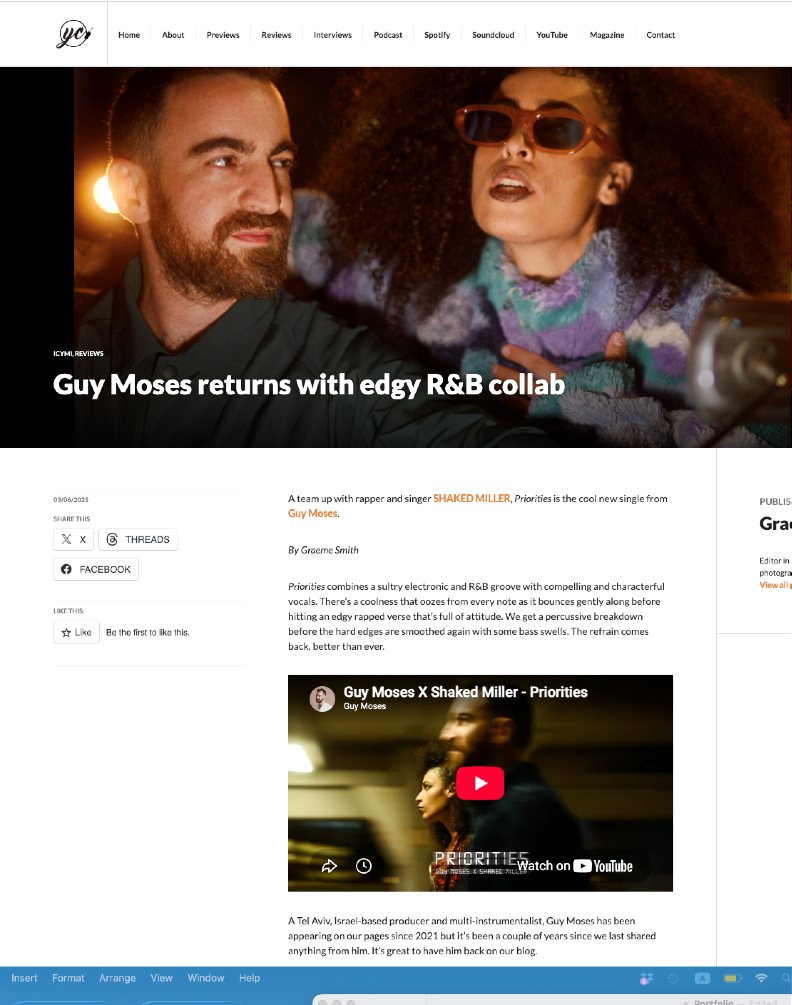 yc
Home
About
Previews
Reviews
Interviews
Podcast
Spotify
Soundcloud
YouTube
Magazine
Contact
ICYMI, REVIEWS
Guy Moses returns with edgy R&B collab
03/06/2025
SHARE THIS
X
THREADS
FACEBOOK
LIKE THIS:
Like
Be the first to like this.
A team up with rapper and singer SHAKED MILLER, Priorities is the cool new single from
Guy Moses.
By Graeme Smith
Priorities combines a sultry electronic and R&B groove with compelling and characterful
vocals. There's a coolness that oozes from every note as it bounces gently along before
hitting an edgy rapped verse that's full of attitude. We get a percussive breakdown
before the hard edges are smoothed again with some bass swells. The refrain comes
back, better than ever.
Guy Moses X Shaked Miller - Priorities
Guy Moses
PRIORITIES
GUY MOSES X SHAKED MILLER
Watch on YouTube
A Tel Aviv, Israel-based producer and multi-instrumentalist, Guy Moses has been
appearing on our pages since 2021 but it's been a couple of years since we last shared
anything from him. It's great to have him back on our blog.
PUBLIS
Gra
Editor in
photogra
View all
Insert
Format
Arrange
View
Window
Help
A
Portfolio — Edited